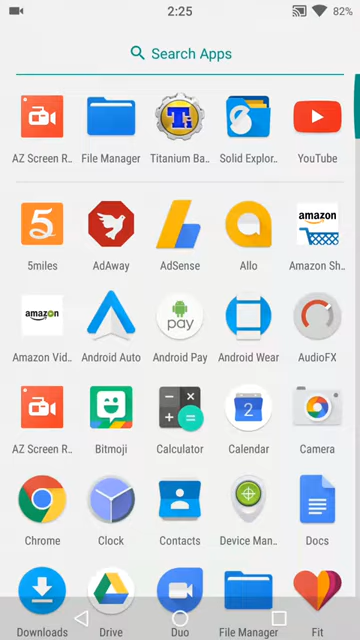 2:25
82%
Search Apps
AZ Screen R..
File Manager
Titanium Ba..
Solid Explor..
YouTube
5miles
AdAway
AdSense
Allo
amazon
Amazon Sh..
amazon
Amazon Vid..
Android Auto
pay
Android Pay
Android Wear
AudioFX
AZ Screen R..
Bitmoji
Calculator
2
Calendar
Camera
Chrome
Clock
Contacts
Device Man..
Docs
Downloads
Drive
Duo
File Manager
Fit